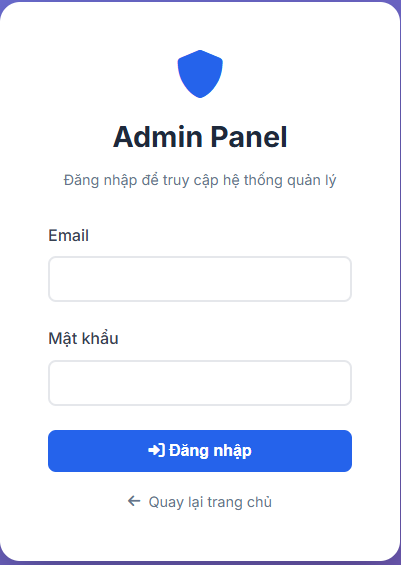 Admin Panel
Đăng nhập để truy cập hệ thống quản lý
Email
Mật khẩu
Đăng nhập
Quay lại trang chủ